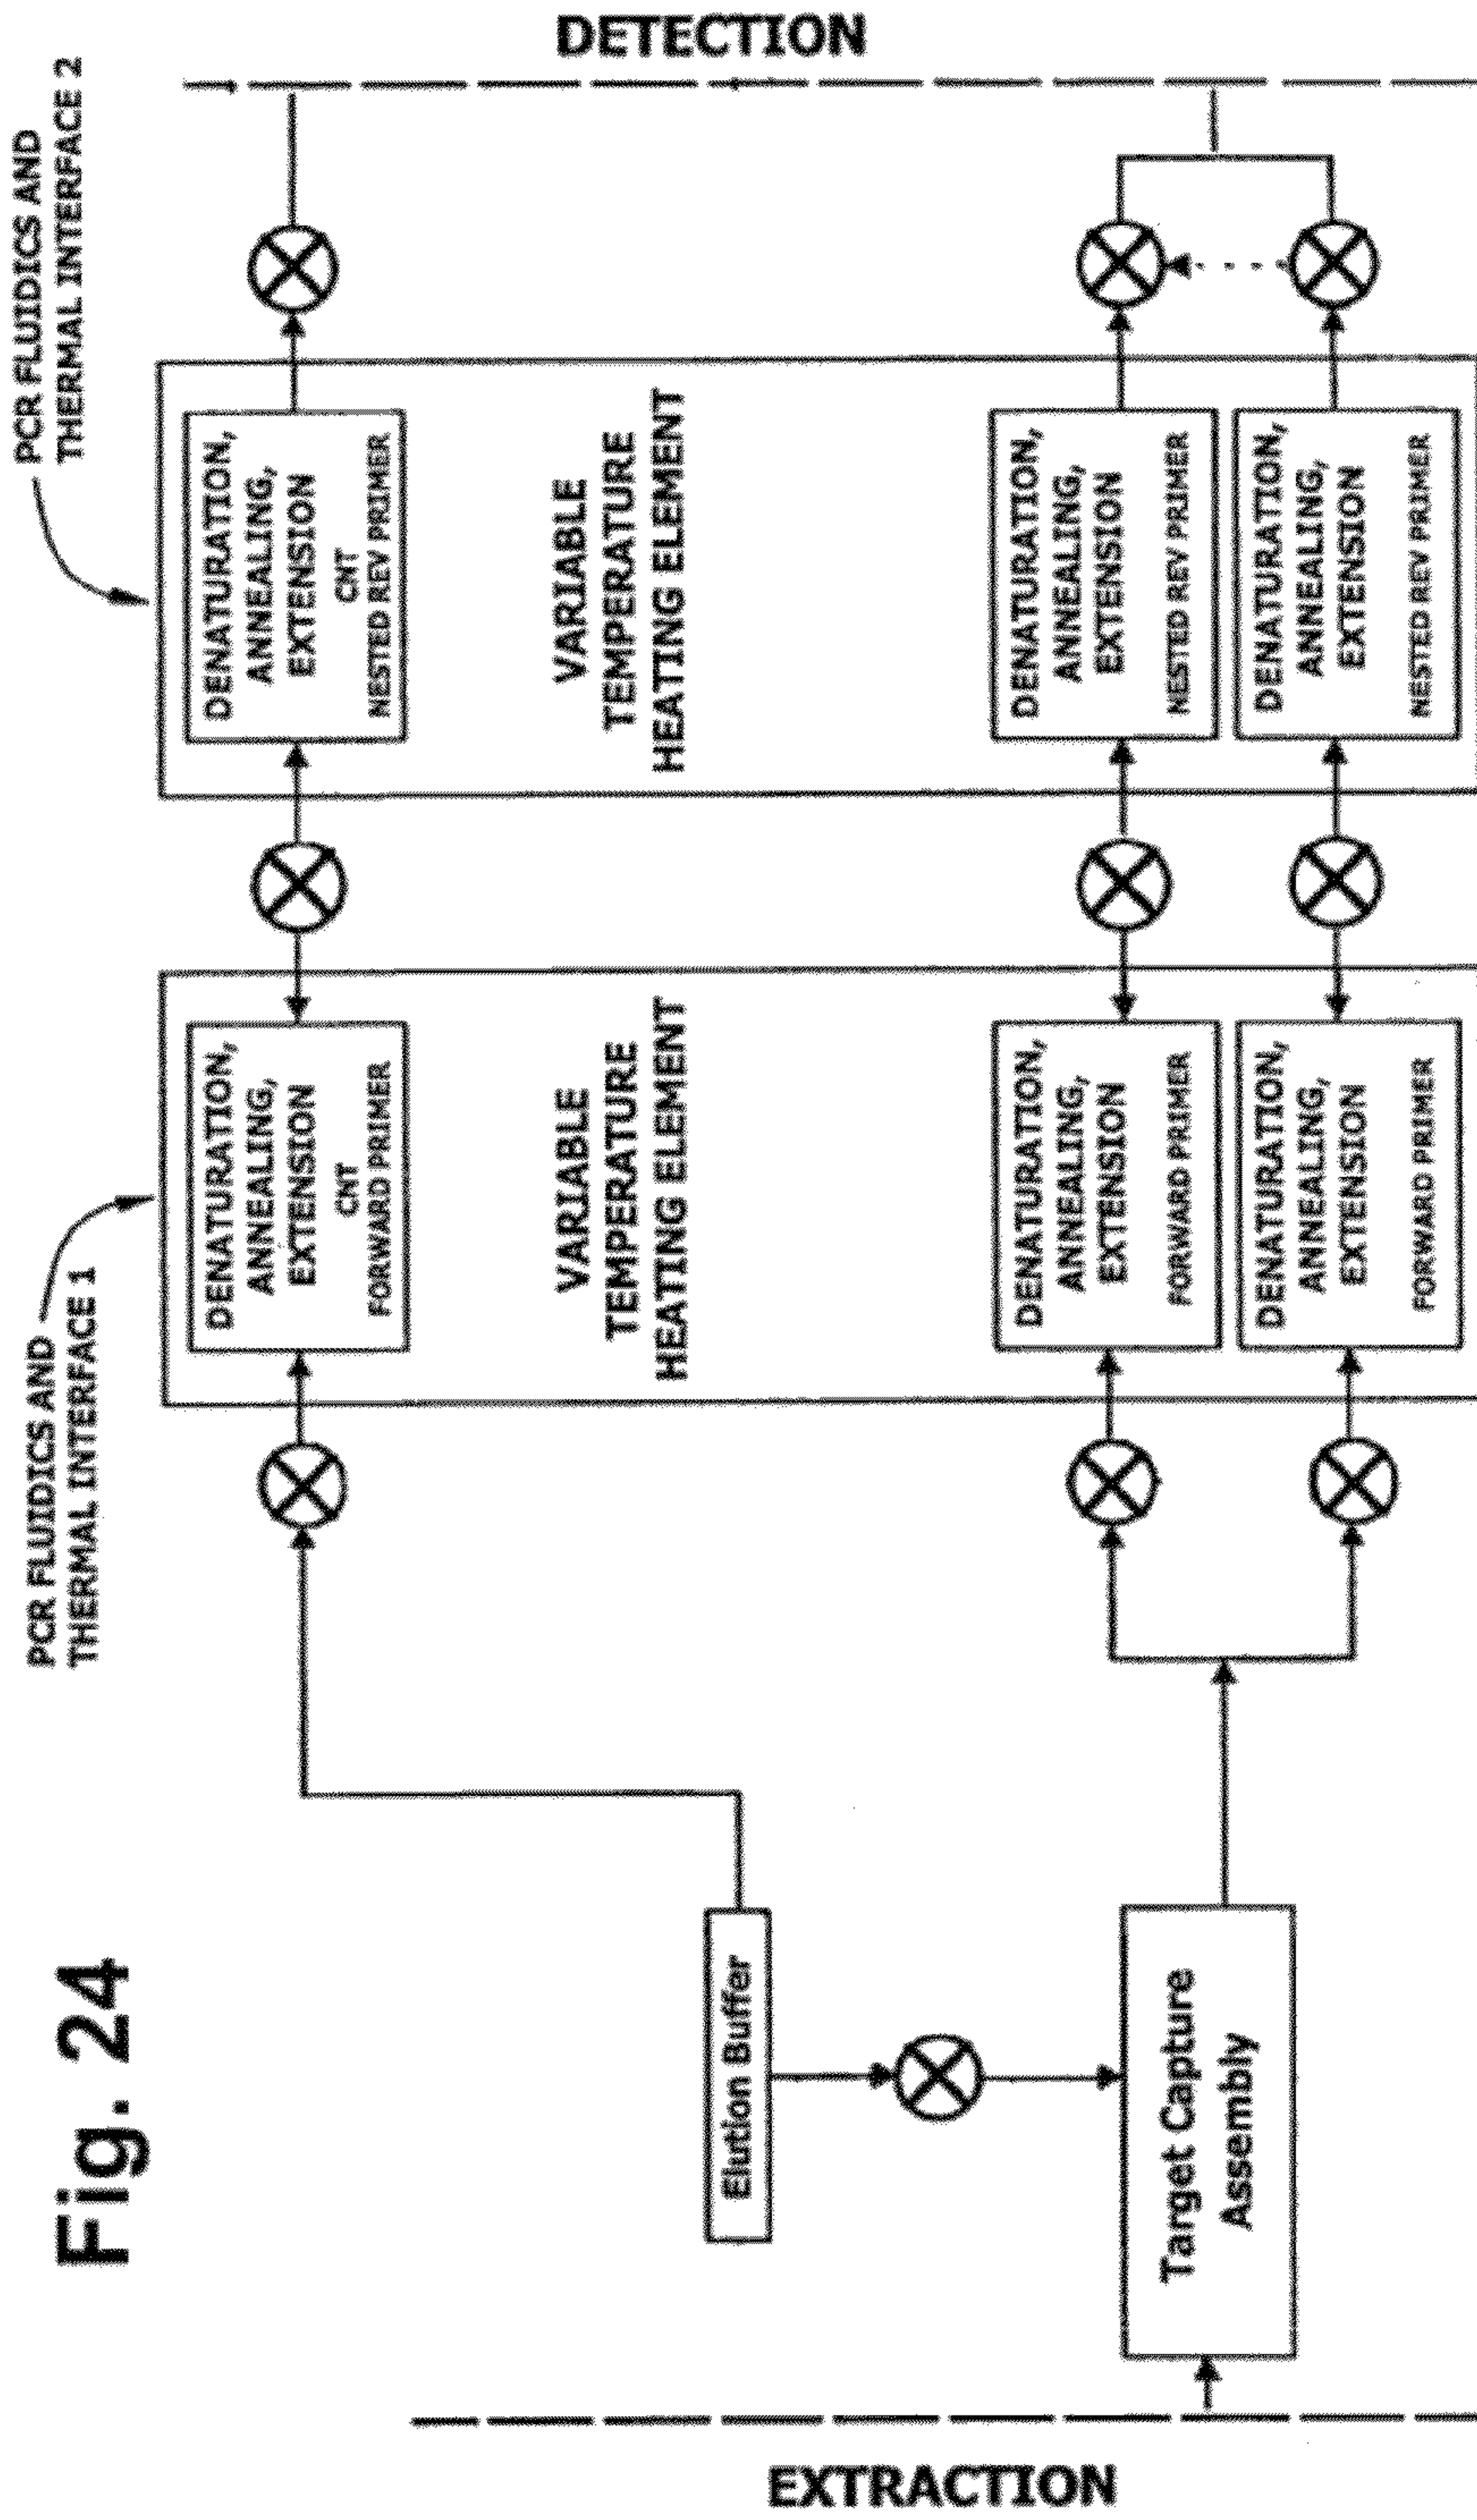 Fig. 24
PCR FLUIDICS AND
THERMAL INTERFACE 1
PCR FLUIDICS AND
THERMAL INTERFACE 2
EXTRACTION
Elution Buffer
Target Capture
Assembly
DENATURATION,
ANNEALING,
EXTENSION
CNT
FORWARD PRIMER
VARIABLE
TEMPERATURE
HEATING ELEMENT
DENATURATION,
ANNEALING,
EXTENSION
FORWARD PRIMER
DENATURATION,
ANNEALING,
EXTENSION
FORWARD PRIMER
DENATURATION,
ANNEALING,
EXTENSION
CNT
NESTED REV PRIMER
VARIABLE
TEMPERATURE
HEATING ELEMENT
DENATURATION,
ANNEALING,
EXTENSION
NESTED REV PRIMER
DENATURATION,
ANNEALING,
EXTENSION
NESTED REV PRIMER
DETECTION